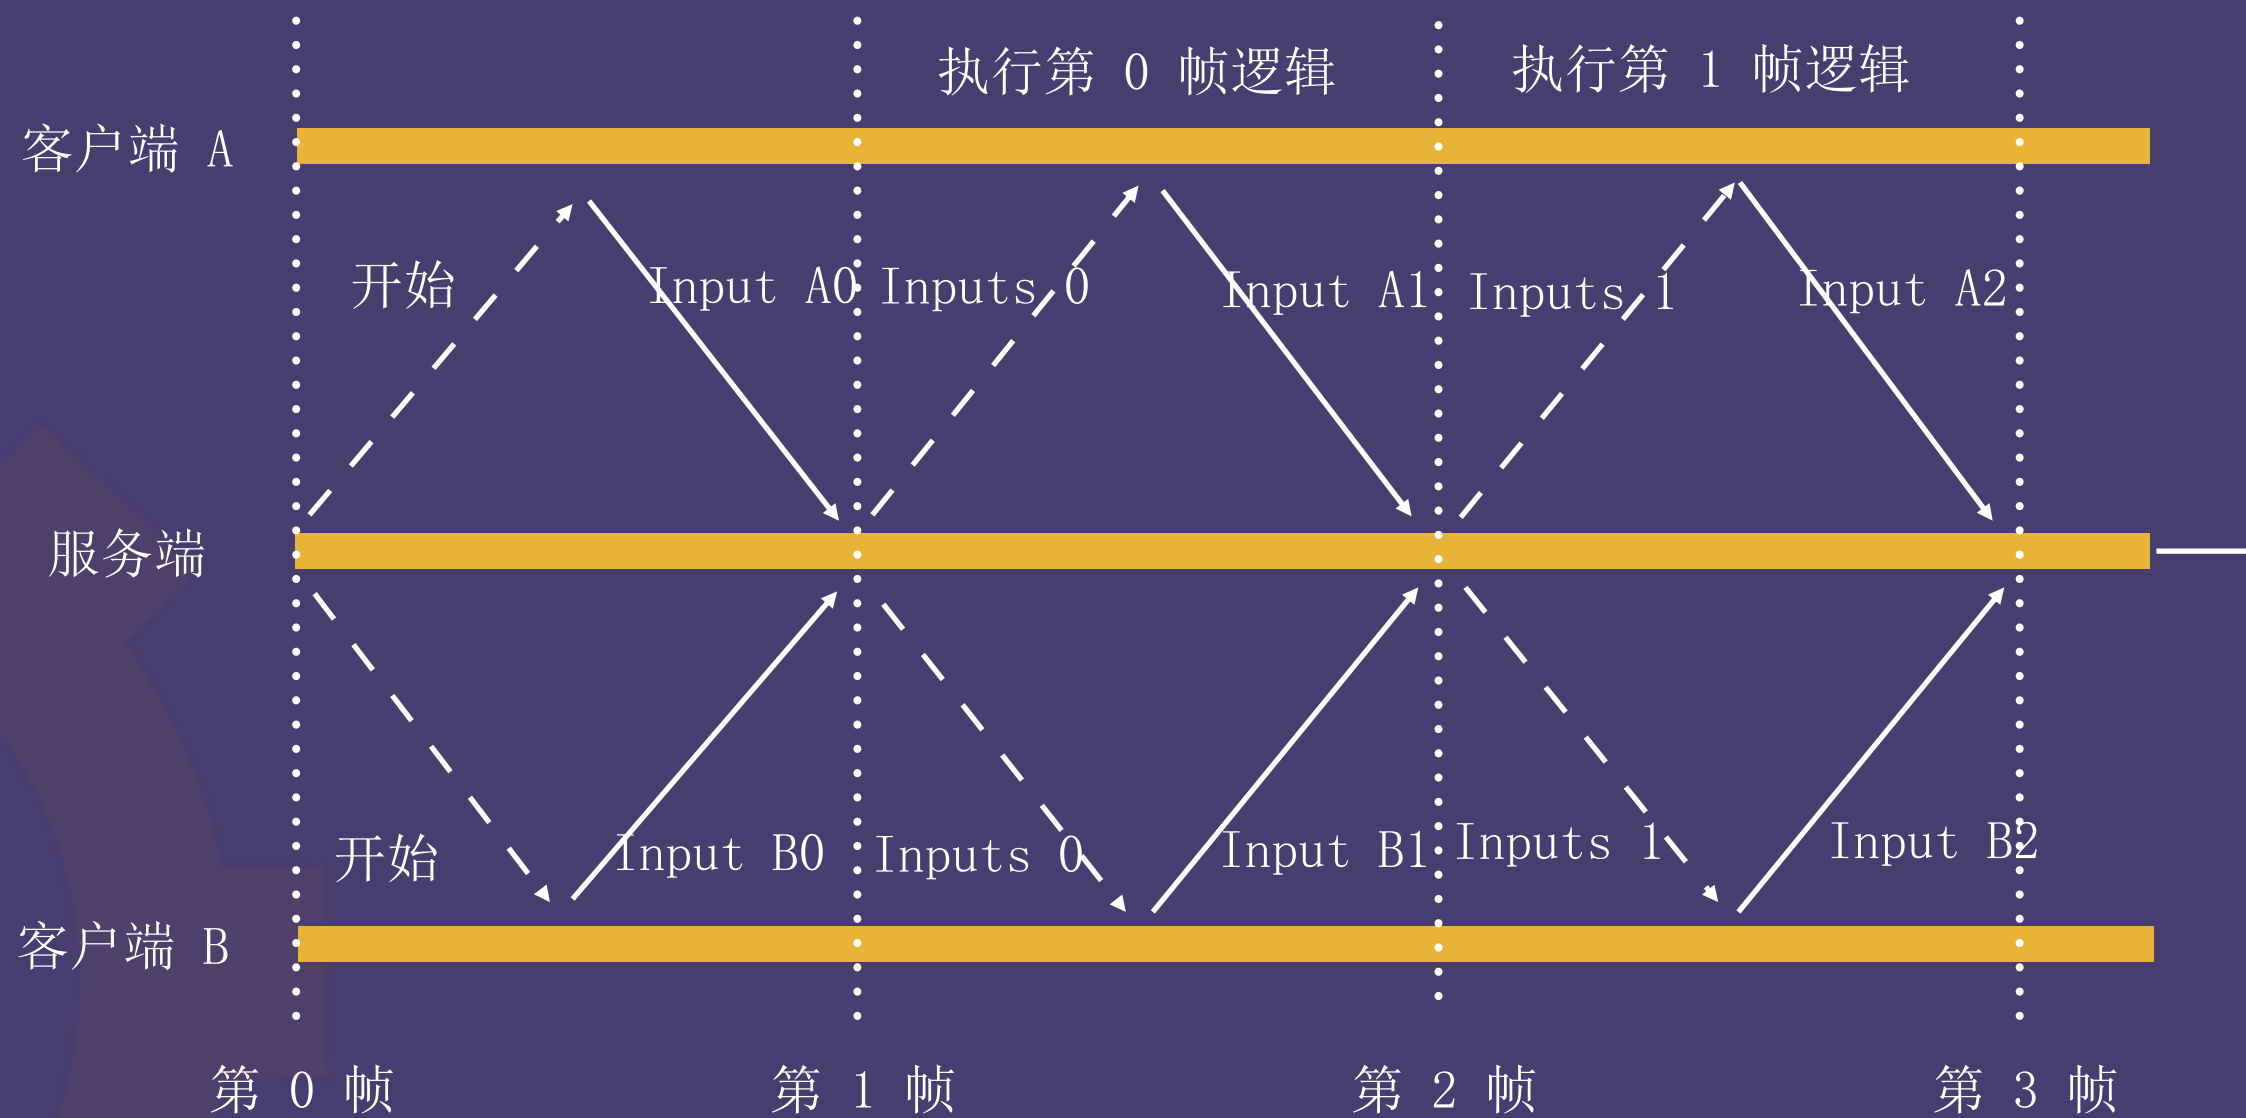 执行第 0 帧逻辑
执行第 1 帧逻辑
客户端 A
开始
Input A0
Inputs 0
Input A1
Inputs 1
Input A2
服务端
开始
Input B0
Inputs 0
Input B1
Inputs 1
Input B2
客户端 B
第 0 帧
第 1 帧
第 2 帧
第 3 帧